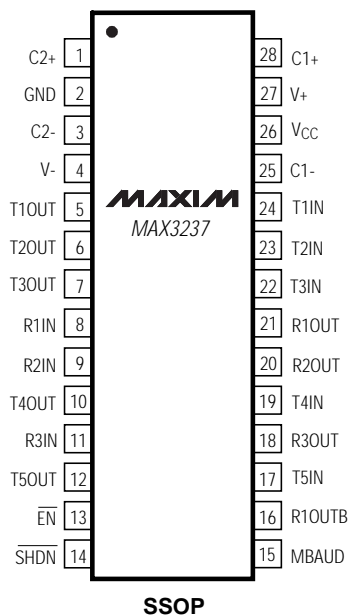 C2+ 1 28 C1+
GND 2 27 V+
C2- 3 26 VCC
V- 4 25 C1-
MAXIM
T1OUT 5 24 T1IN
MAX3237
T2OUT 6 23 T2IN
T3OUT 7 22 T3IN
R1IN 8 21 R1OUT
R2IN 9 20 R2OUT
T4OUT 10 19 T4IN
R3IN 11 18 R3OUT
T5OUT 12 17 T5IN
EN 13 16 R1OUTB
SHDN 14 15 MBAUD
SSOP